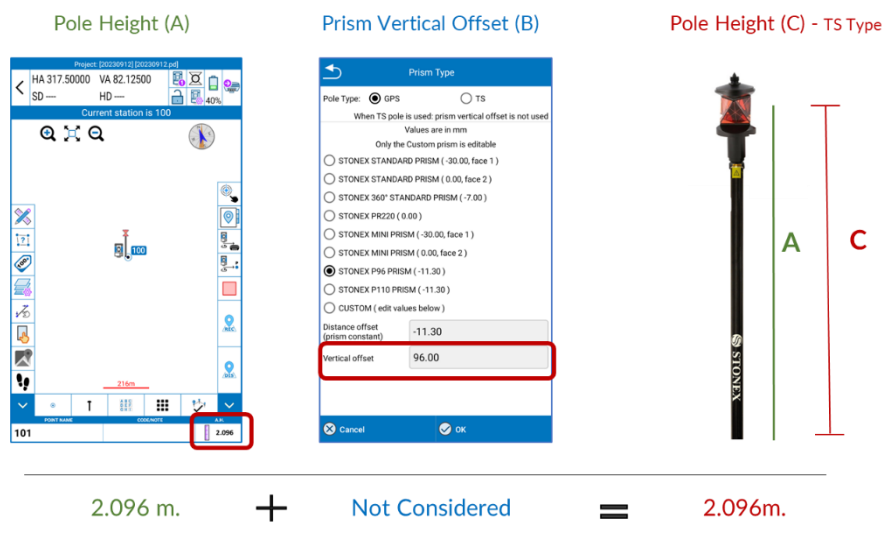 Pole Height (A)
Prism Vertical Offset (B)
Pole Height (C) - TS Type
Project: [20230912] [20230912.pd]
HA 317.50000 VA 82.12500
SD ---- HD ----
40%
Current station is 100
100
216m
POINT NAME CODE/NOTE A.H.
101 2.096
Prism Type
Pole Type: GPS TS
When TS pole is used: prism vertical offset is not used
Values are in mm
Only the Custom prism is editable
STONEX STANDARD PRISM ( -30.00, face 1 )
STONEX STANDARD PRISM ( 0.00, face 2 )
STONEX 360° STANDARD PRISM ( -7.00 )
STONEX PR220 ( 0.00 )
STONEX MINI PRISM ( -30.00, face 1 )
STONEX MINI PRISM ( 0.00, face 2 )
STONEX P96 PRISM ( -11.30 )
STONEX P110 PRISM ( -11.30 )
CUSTOM ( edit values below )
Distance offset
(prism constant) -11.30
Vertical offset 96.00
Cancel OK
A
C
STONEX
2.096 m. + Not Considered = 2.096m.